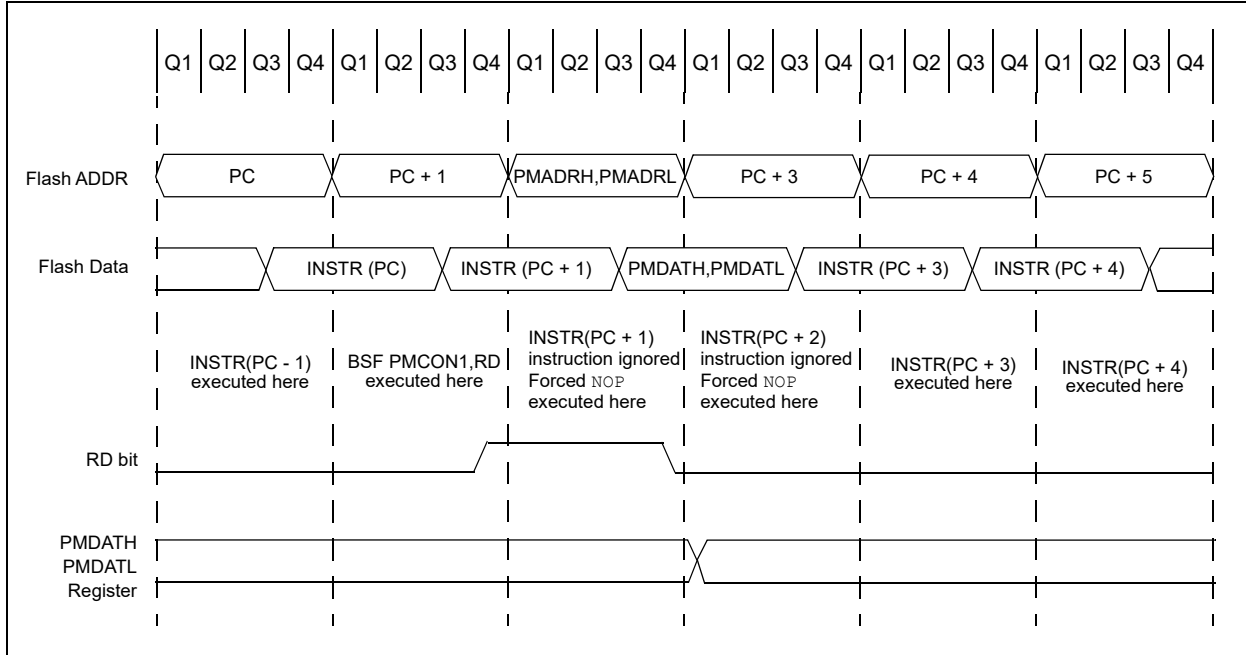 Q1 Q2 Q3 Q4 Q1 Q2 Q3 Q4 Q1 Q2 Q3 Q4 Q1 Q2 Q3 Q4 Q1 Q2 Q3 Q4 Q1 Q2 Q3 Q4
Flash ADDR PC PC + 1 PMADRH,PMADRL PC + 3 PC + 4 PC + 5
Flash Data INSTR (PC) INSTR (PC + 1) PMDATH,PMDATL INSTR (PC + 3) INSTR (PC + 4)
INSTR(PC - 1)
executed here
BSF PMCON1,RD
executed here
INSTR(PC + 1)
instruction ignored
Forced NOP
executed here
INSTR(PC + 2)
instruction ignored
Forced NOP
executed here
INSTR(PC + 3)
executed here
INSTR(PC + 4)
executed here
RD bit
PMDATH
PMDATL
Register